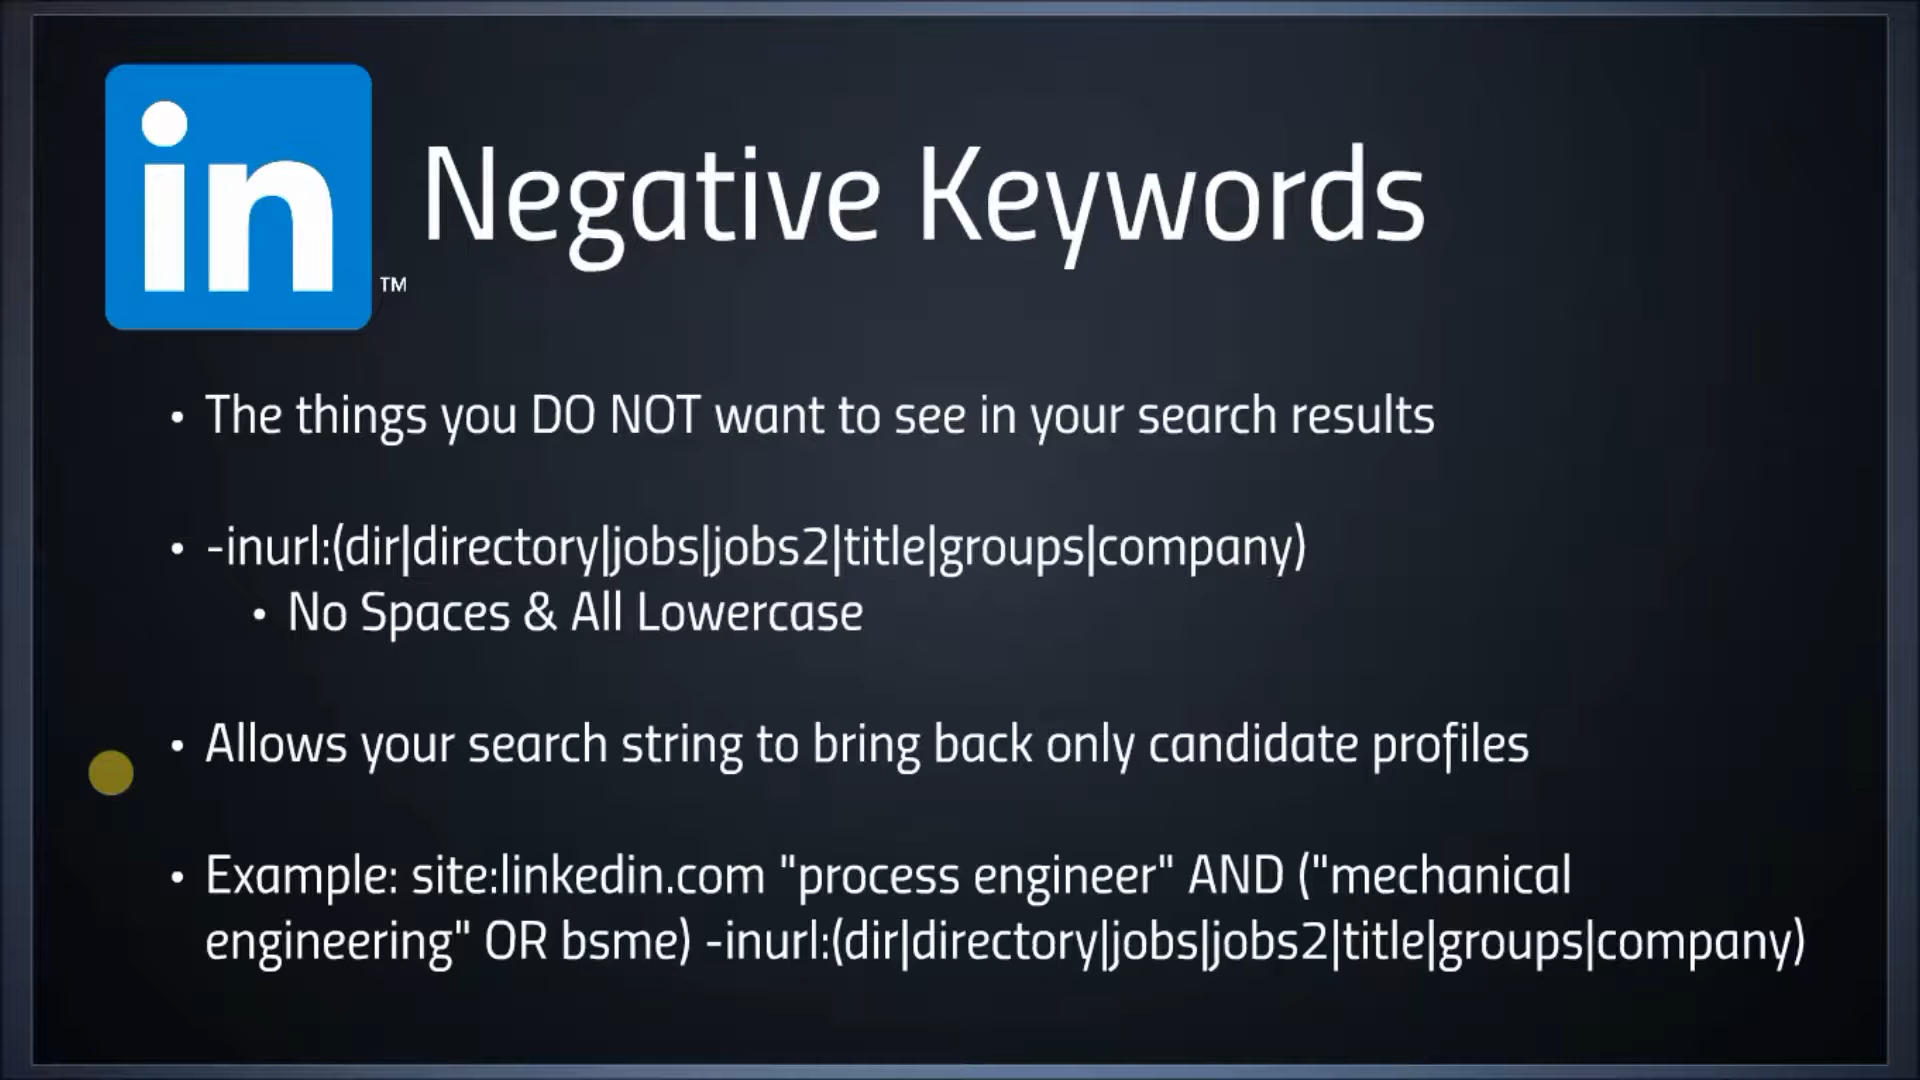 in
TM
Negative Keywords
• The things you DO NOT want to see in your search results
• -inurl:(dir|directory|jobs|jobs2|title|groups|company)
• No Spaces & All Lowercase
• Allows your search string to bring back only candidate profiles
• Example: site:linkedin.com "process engineer" AND ("mechanical
engineering" OR bsme) -inurl:(dir|directory|jobs|jobs2|title|groups|company)